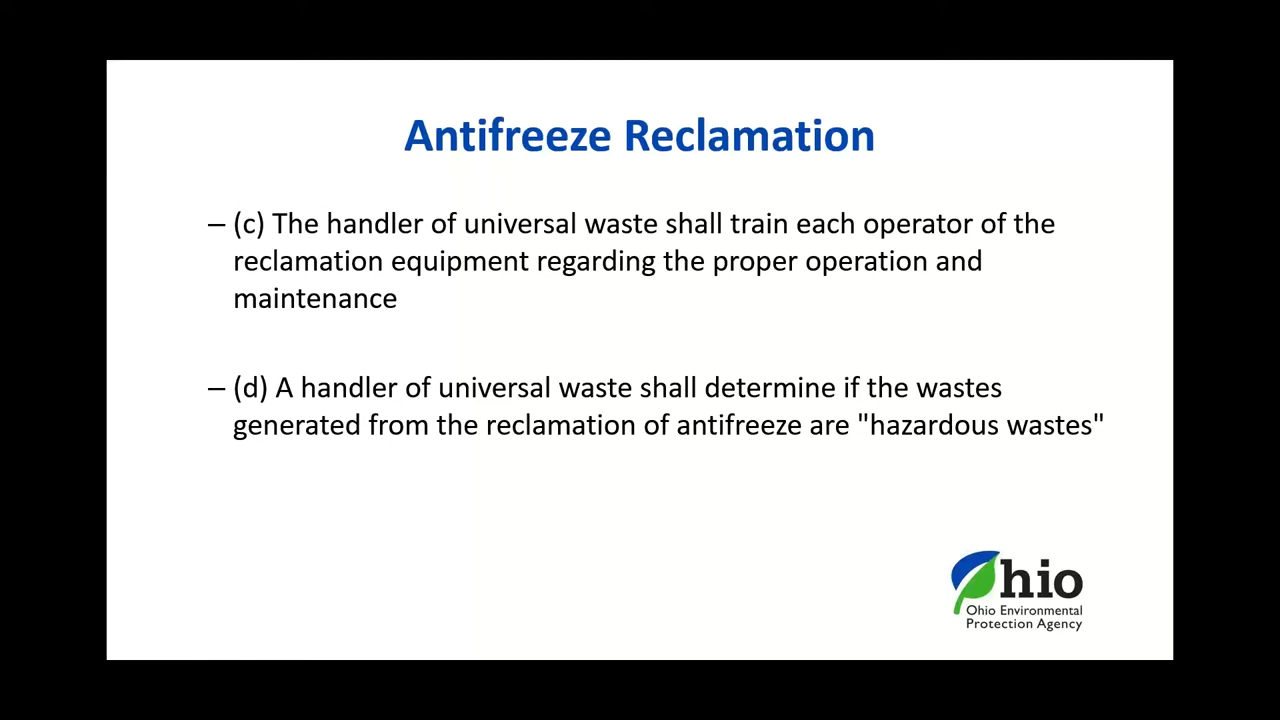 Antifreeze Reclamation
– (c) The handler of universal waste shall train each operator of the
reclamation equipment regarding the proper operation and
maintenance
– (d) A handler of universal waste shall determine if the wastes
generated from the reclamation of antifreeze are "hazardous wastes"
Ohio
Ohio Environmental
Protection Agency